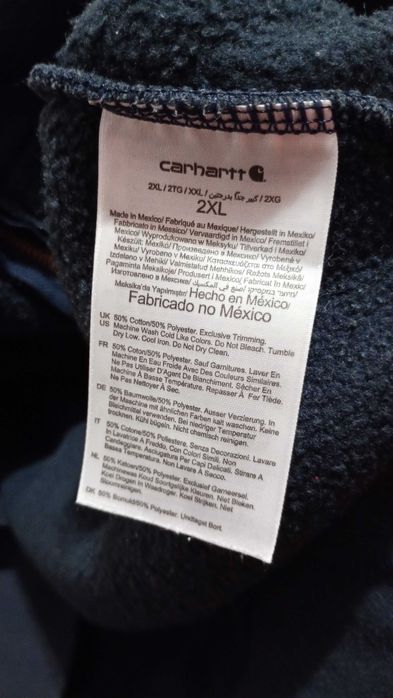 carhartt
2XL / 2TG / XXL / كبير جدًا بدرجتين / 2XG
2XL
Made in Mexico/ Fabriqué au Mexique/ Hergestellt in Mexiko/
Fabbricato in Messico/ Vervaardigd in Mexico/ Fremstillet i
Mexico/ Wyprodukowano w Meksyku/ Tilverkad i Mexiko/
Készült: Mexikó/ Произведено в Мексико/ Vyrobené v
Mexiku/ Vyrobeno v Mexiku/ Κατασκευάζεται στο Μεξικό/
Izdeleno v Mehiki/ Valmistatud Mehhikos/ Ražots Meksikā/
Pagaminta Meksikoje/ Produsert i Mexico/ Fabricat în Mexic
Изготовлено в Мексике/ صنع في المكسيك
Meksika'da Yapılmıştır/ Hecho en México/
Fabricado no México
UK 50% Cotton/50% Polyester. Exclusive Trimming.
US Machine Wash Cold Like Colors. Do Not Bleach. Tumble
Dry Low. Cool Iron. Do Not Dry Clean.
FR 50% Coton/50% Polyester. Sauf Garnitures. Laver En
Machine En Eau Froide Avec Des Couleurs Similaires.
Ne Pas Utiliser D'Agent De Blanchiment. Sécher En
Machine À Basse Température. Repasser À Fer Tiède.
Ne Pas Nettoyer À Sec.
DE 50% Baumwolle/50% Polyester. Ausser Verzierung. In
der Maschine mit ähnlichen Farben kalt waschen. Keine
Bleichmittel verwenden. Bei niedriger Temperatur
trocknen. Kühl bügeln. Nicht chemisch reinigen.
IT 50% Cotone/50% Poliestere. Senza Decorazioni. Lavare
In Lavatrice A Freddo, Con Colori Simili. Non
Candeggiare. Asciugatura Per Capi Delicati. Stirare A
Bassa Temperatura. Non Lavare A Secco.
NL 50% Katoen/50% Polyester. Exclusief Garneersel.
Machinewas Koud Soortgelijke Kleuren. Niet Bleken.
Koel Drogen In Wasdroger. Koel Strijken. Niet
Stoomreinigen.
DK 50% Bomuld/50% Polyester. Undtaget Bort.